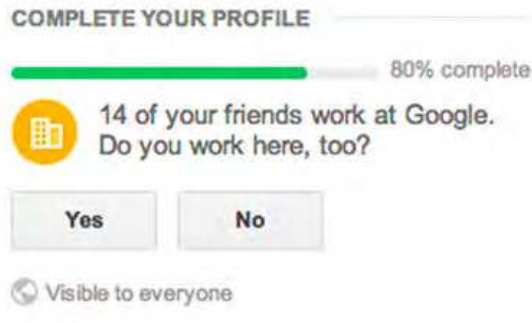 COMPLETE YOUR PROFILE
80% complete
14 of your friends work at Google.
Do you work here, too?
Yes No
Visible to everyone